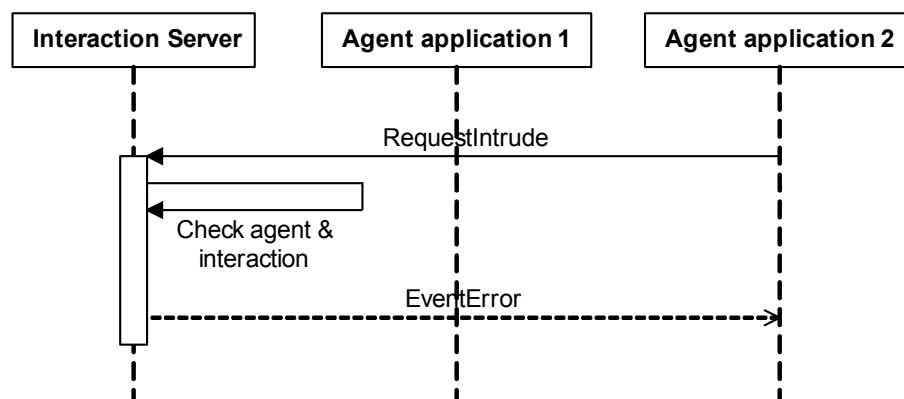 Interaction Server
Agent application 1
Agent application 2
RequestIntrude
Check agent &
interaction
EventError